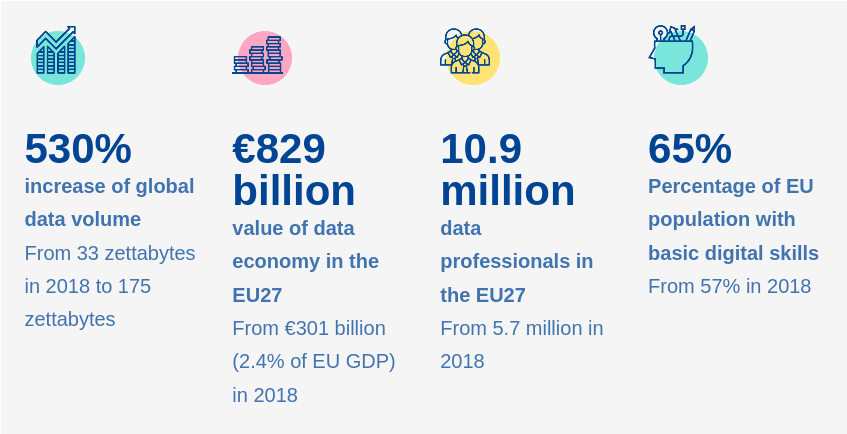 530%
increase of global
data volume
From 33 zettabytes
in 2018 to 175
zettabytes
€829
billion
value of data
economy in the
EU27
From €301 billion
(2.4% of EU GDP)
in 2018
10.9
million
data
professionals in
the EU27
From 5.7 million in
2018
65%
Percentage of EU
population with
basic digital skills
From 57% in 2018